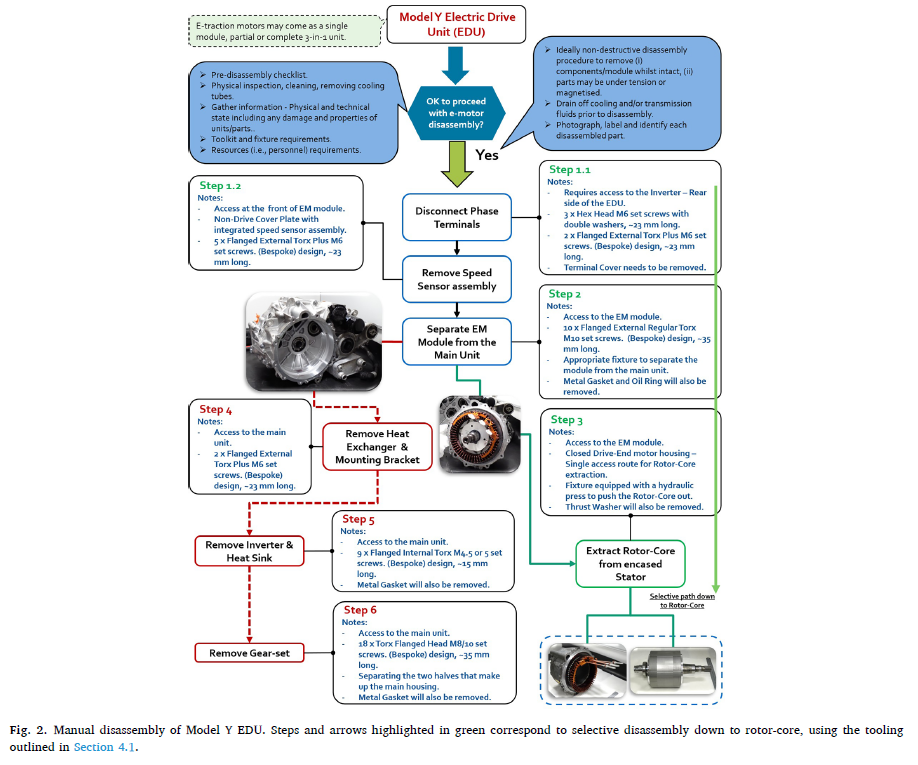 E-traction motors may come as a single
module, partial or complete 3-in-1 unit.
Model Y Electric Drive
Unit (EDU)
➢ Pre-disassembly checklist.
➢ Physical inspection, cleaning, removing cooling
tubes.
➢ Gather information - Physical and technical
state including any damage and properties of
units/parts..
➢ Toolkit and fixture requirements.
➢ Resources (i.e., personnel) requirements.
OK to proceed
with e-motor
disassembly?
➢ Ideally non-destructive disassembly
procedure to remove (i)
components/module whilst intact, (ii)
parts may be under tension or
magnetised.
➢ Drain off cooling and/or transmission
fluids prior to disassembly.
➢ Photograph, label and identify each
disassembled part.
Yes
Step 1.2
Notes:
- Access at the front of EM module.
- Non-Drive Cover Plate with
integrated speed sensor assembly.
- 5 x Flanged External Torx Plus M6
set screws. (Bespoke) design, ~23
mm long.
Disconnect Phase
Terminals
Step 1.1
Notes:
- Requires access to the Inverter – Rear
side of the EDU.
- 3 x Hex Head M6 set screws with
double washers, ~23 mm long.
- 2 x Flanged External Torx Plus M6 set
screws. (Bespoke) design, ~23 mm
long.
- Terminal Cover needs to be removed.
Remove Speed
Sensor assembly
Separate EM
Module from the
Main Unit
Step 2
Notes:
- Access to the EM module.
- 10 x Flanged External Regular Torx
M10 set screws. (Bespoke) design, ~35
mm long.
- Appropriate fixture to separate the
module from the main unit.
- Metal Gasket and Oil Ring will also be
removed.
Step 4
Notes:
- Access to the main
unit.
- 2 x Flanged External
Torx Plus M6 set
screws. (Bespoke)
design, ~23 mm long.
Remove Heat
Exchanger &
Mounting Bracket
Step 3
Notes:
- Access to the EM module.
- Closed Drive-End motor housing –
Single access route for Rotor-Core
extraction.
- Fixture equipped with a hydraulic
press to push the Rotor-Core out.
- Thrust Washer will also be removed.
Remove Inverter &
Heat Sink
Step 5
Notes:
- Access to the main unit.
- 9 x Flanged Internal Torx M4.5 or 5 set
screws. (Bespoke) design, ~15 mm
long.
- Metal Gasket will also be removed.
Extract Rotor-Core
from encased
Stator
Selective path down
to Rotor-Core
Remove Gear-set
Step 6
Notes:
- Access to the main unit.
- 18 x Torx Flanged Head M8/10 set
screws. (Bespoke) design, ~35 mm
long.
- Separating the two halves that make
up the main housing.
- Metal Gasket will also be removed.
Fig. 2. Manual disassembly of Model Y EDU. Steps and arrows highlighted in green correspond to selective disassembly down to rotor-core, using the tooling
outlined in Section 4.1.